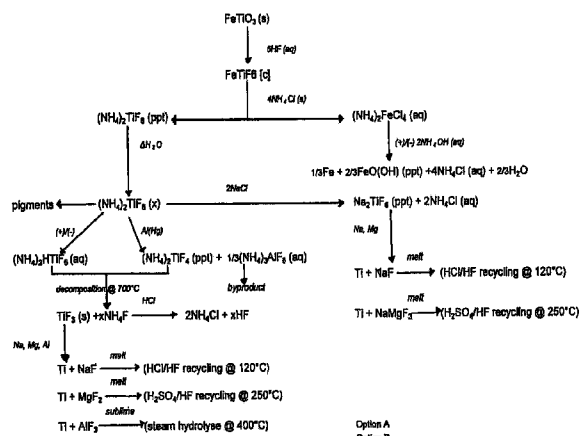 FeTiO₃ (s)
5HF (aq)
FeTiF6 [c]
4NH₄Cl (s)
(NH₄)₂TiF₆ (ppt)
(NH₄)₂FeCl₄ (aq)
ΔH₂O
(+)/(-) 2NH₄OH (aq)
1/3Fe + 2/3FeO(OH) (ppt) +4NH₄Cl (aq) + 2/3H₂O
pigments
(NH₄)₂TiF₆ (x)
2NaCl
Na₂TiF₆ (ppt) + 2NH₄Cl (aq)
(+)/(-)
Al(Hg)
Na, Mg
(NH₄)₂HTiF₆ (aq)
(NH₄)₂TiF₄ (ppt) + 1/3(NH₄)₃AlF₆ (aq)
melt
Ti + NaF
(HCl/HF recycling @ 120°C)
decomposition @ 700°C
byproduct
HCl
melt
TiF₃ (s) +xNH₄F
2NH₄Cl + xHF
Ti + NaMgF₃
(H₂SO₄/HF recycling @ 250°C)
Na, Mg, Al
melt
Ti + NaF
(HCl/HF recycling @ 120°C)
melt
Ti + MgF₂
(H₂SO₄/HF recycling @ 250°C)
sublime
Ti + AlF₃
(steam hydrolyse @ 400°C)
Option A